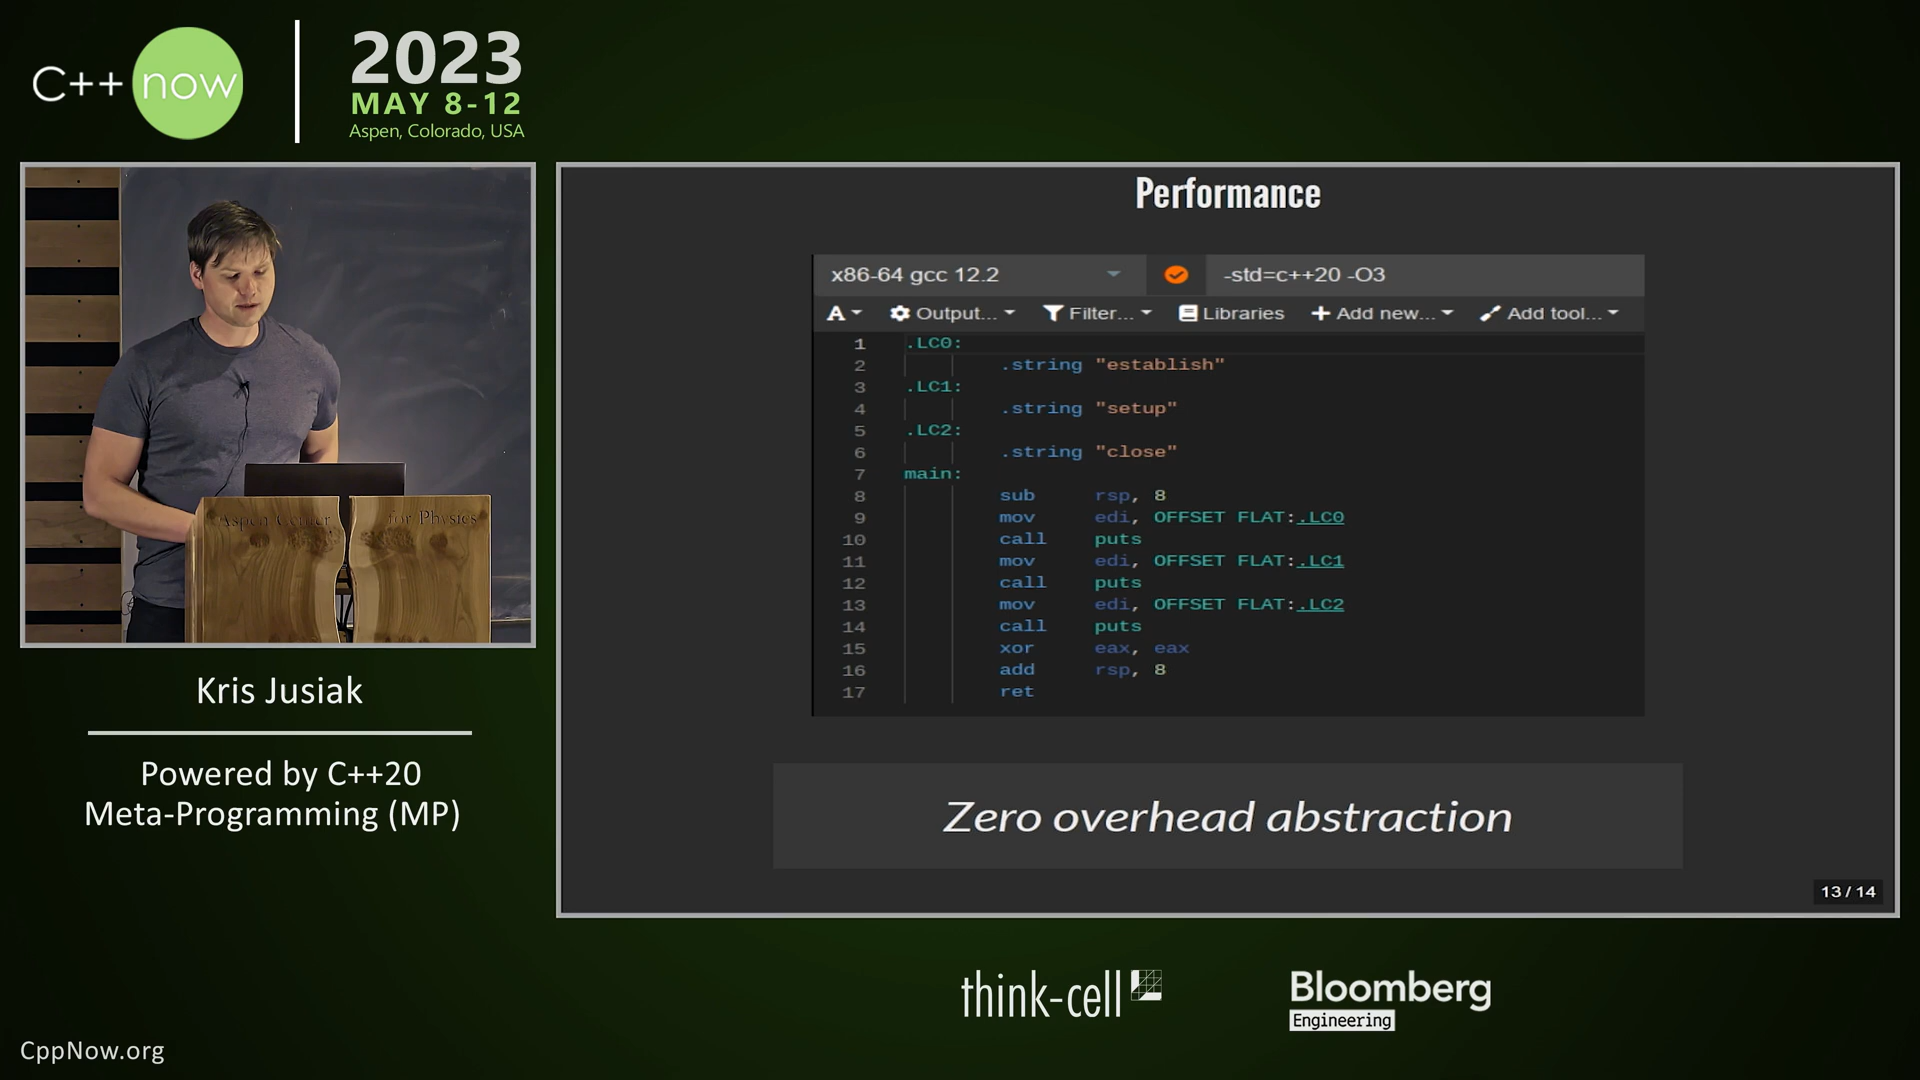 C++ now
2023
MAY 8-12
Aspen, Colorado, USA
Aspen Center for Physics
Kris Jusiak
Powered by C++20
Meta-Programming (MP)
Performance
x86-64 gcc 12.2
-std=c++20 -O3
A Output... Filter... Libraries Add new... Add tool...
1 .LC0:
2 .string "establish"
3 .LC1:
4 .string "setup"
5 .LC2:
6 .string "close"
7 main:
8 sub rsp, 8
9 mov edi, OFFSET FLAT:.LC0
10 call puts
11 mov edi, OFFSET FLAT:.LC1
12 call puts
13 mov edi, OFFSET FLAT:.LC2
14 call puts
15 xor eax, eax
16 add rsp, 8
17 ret
Zero overhead abstraction
13 / 14
think-cell
Bloomberg
Engineering
CppNow.org